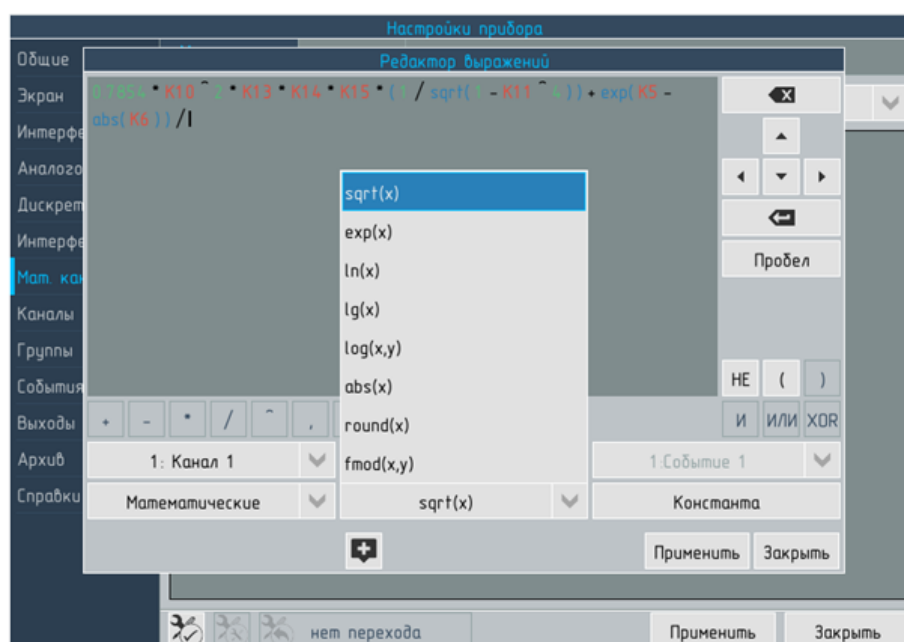 Настройки прибора
Редактор выражений
Общие
Экран
Интерфе
Аналого
Дискрет
Интерфе
Мат. кан
Каналы
Группы
События
Выходы
Архив
Справки
0.7854 * K10 ^ 2 * K13 * K14 * K15 * (1 / sqrt(1 - K11 ^ 4)) + exp(K5 -
abs(K6)) /
sqrt(x)
exp(x)
ln(x)
lg(x)
log(x,y)
abs(x)
round(x)
fmod(x,y)
Пробел
НЕ ( )
+ - * / ^ ,
И ИЛИ XOR
1: Канал 1
1:Событие 1
Математические
sqrt(x)
Константа
Применить Закрыть
нет перехода
Применить Закрыть